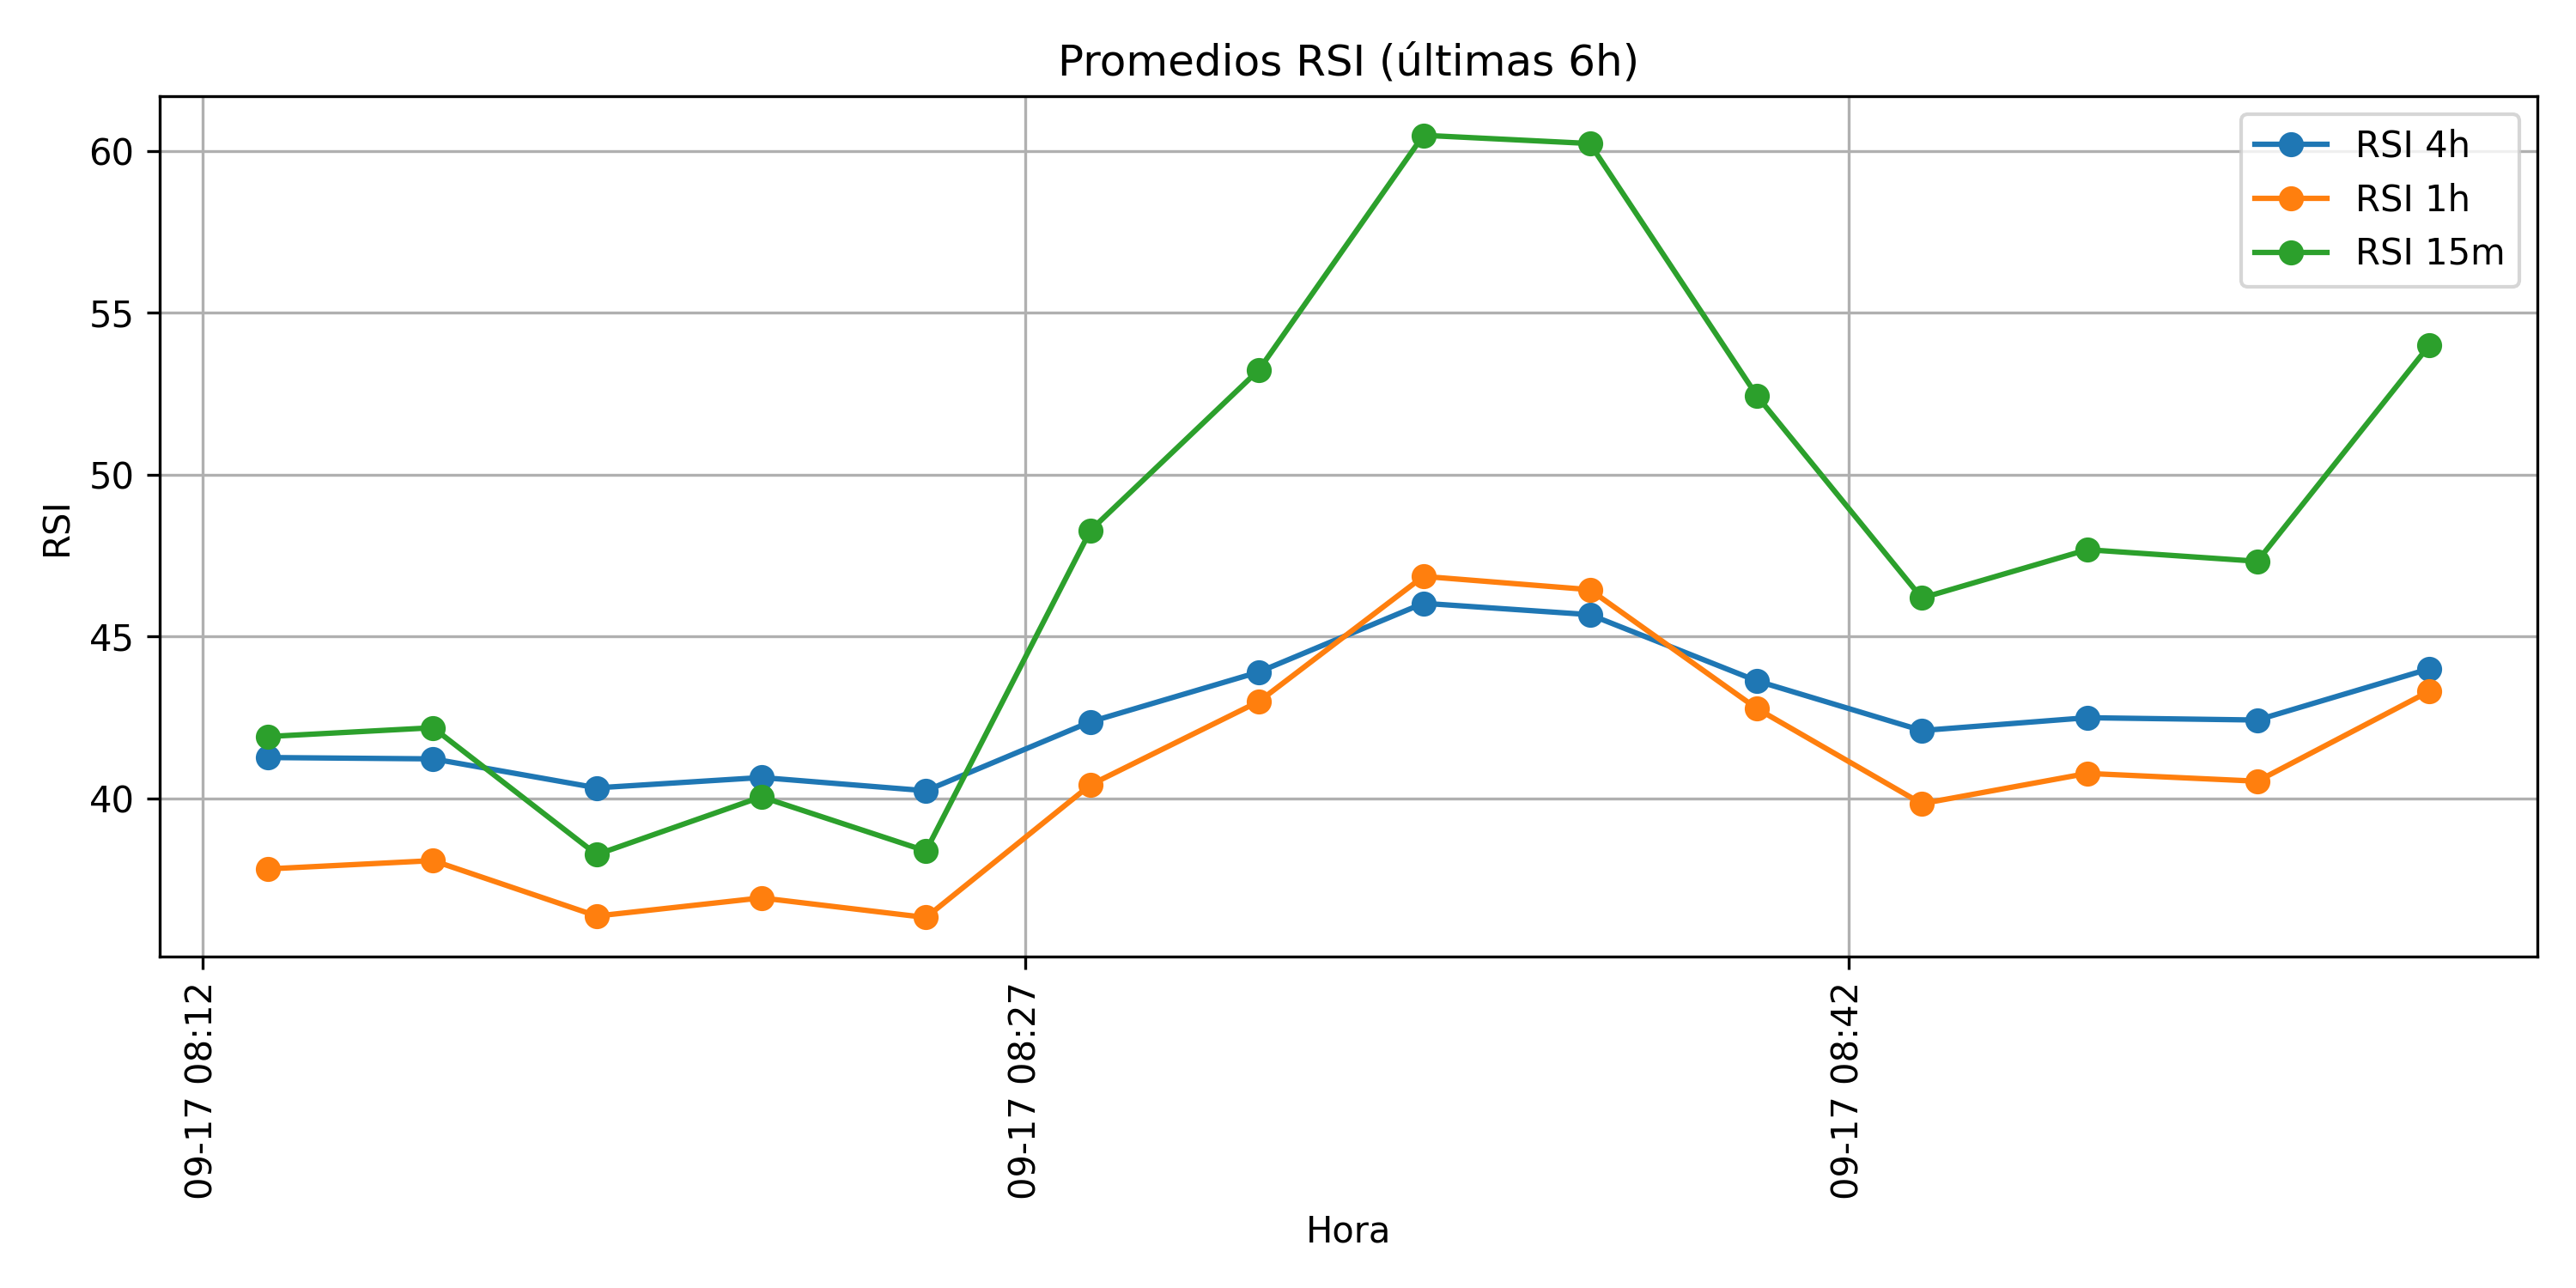 Promedios RSI (últimas 6h)
RSI 4h
RSI 1h
RSI 15m
60
55
50
45
40
RSI
09-17 08:12
09-17 08:27
09-17 08:42
Hora